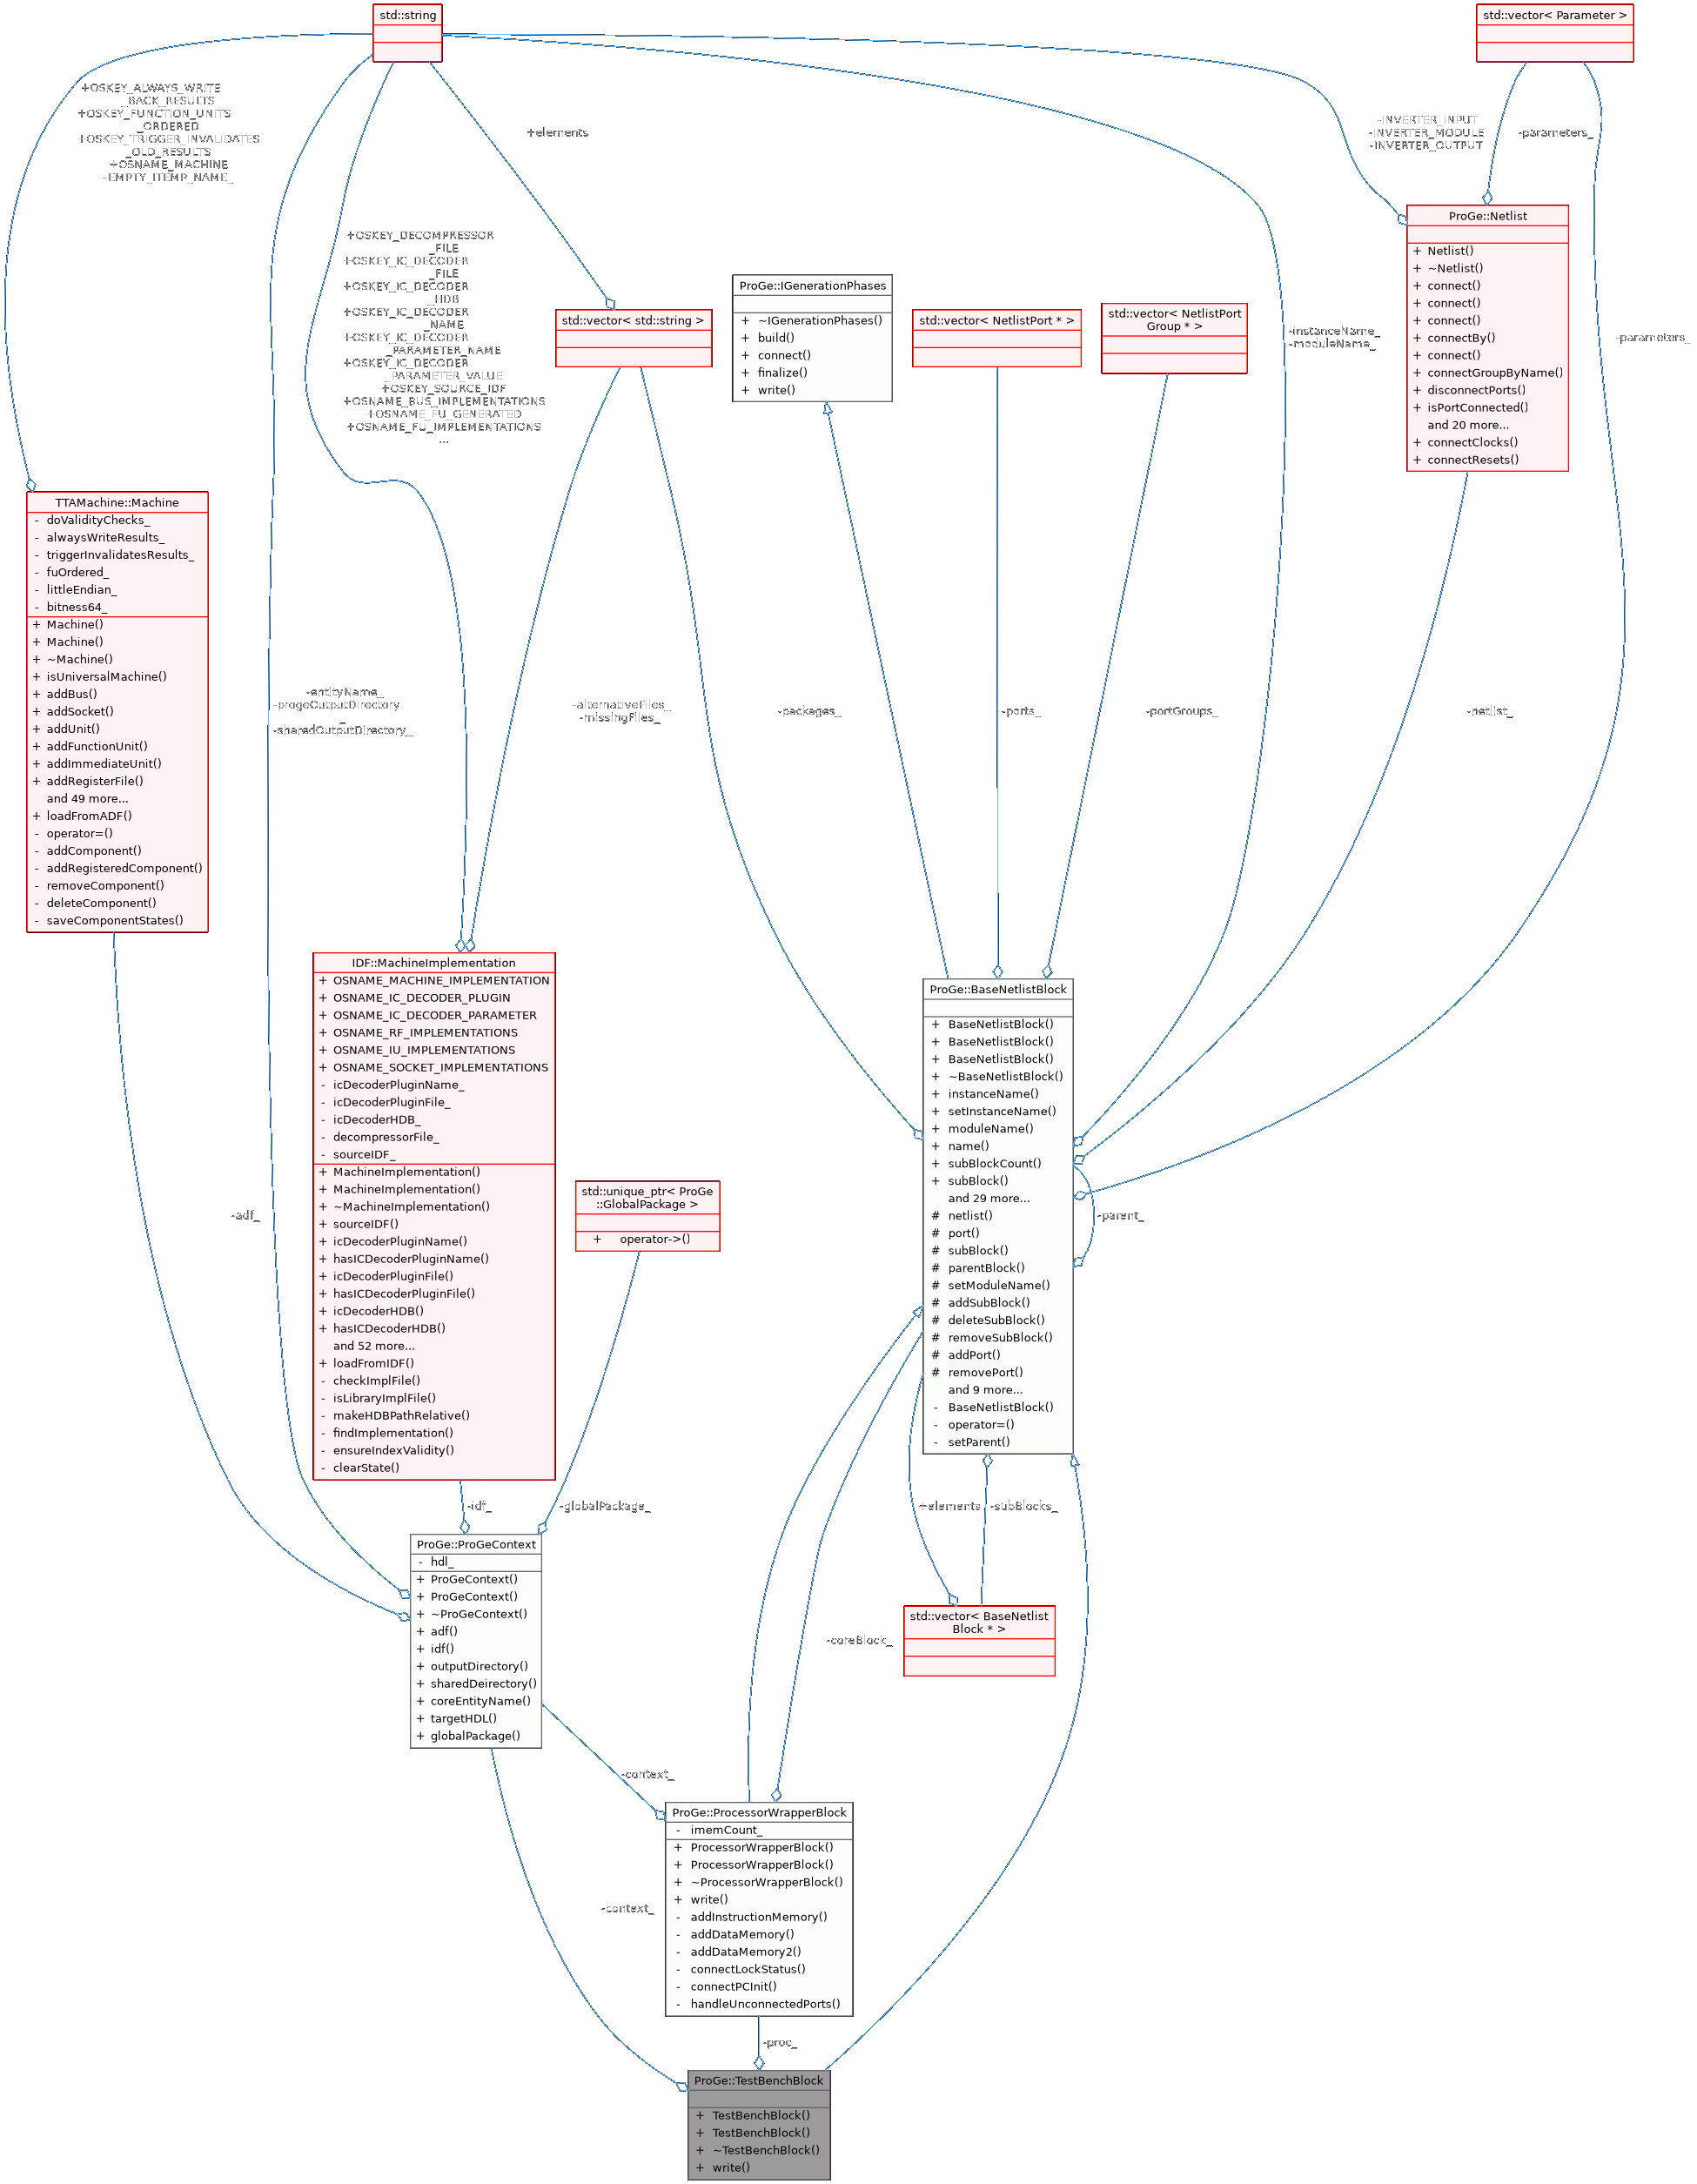 std::string
std::vector< Parameter >
+OSKEY_ALWAYS_WRITE
_BACK_RESULTS
+OSKEY_FUNCTION_UNITS
_ORDERED
+OSKEY_TRIGGER_INVALIDATES
_OLD_RESULTS
+OSNAME_MACHINE
-EMPTY_ITEMP_NAME_
+elements
-INVERTER_INPUT
-INVERTER_MODULE
-INVERTER_OUTPUT
-parameters_
ProGe::Netlist
+ Netlist()
+ ~Netlist()
+ connect()
+ connect()
+ connect()
+ connectBy()
+ connect()
+ connectGroupByName()
+ disconnectPorts()
+ isPortConnected()
and 20 more...
+ connectClocks()
+ connectResets()
+OSKEY_DECOMPRESSOR
_FILE
+OSKEY_IC_DECODER
_FILE
+OSKEY_IC_DECODER
_HDB
+OSKEY_IC_DECODER
_NAME
+OSKEY_IC_DECODER
_PARAMETER_NAME
+OSKEY_IC_DECODER
_PARAMETER_VALUE
+OSKEY_SOURCE_IDF
+OSNAME_BUS_IMPLEMENTATIONS
+OSNAME_FU_GENERATED
+OSNAME_FU_IMPLEMENTATIONS
...
std::vector< std::string >
ProGe::IGenerationPhases
+ ~IGenerationPhases()
+ build()
+ connect()
+ finalize()
+ write()
std::vector< NetlistPort * >
std::vector< NetlistPort
Group * >
-instanceName_
-moduleName_
-parameters_
TTAMachine::Machine
- doValidityChecks_
- alwaysWriteResults_
- triggerInvalidatesResults_
- fuOrdered_
- littleEndian_
- bitness64_
+ Machine()
+ Machine()
+ ~Machine()
+ isUniversalMachine()
+ addBus()
+ addSocket()
+ addUnit()
+ addFunctionUnit()
+ addImmediateUnit()
+ addRegisterFile()
and 49 more...
+ loadFromADF()
- operator=()
- addComponent()
- addRegisteredComponent()
- removeComponent()
- deleteComponent()
- saveComponentStates()
-entityName_
-progeOutputDirectory
_
-sharedOutputDirectory_
-alternativeFiles_
-missingFiles_
-packages_
-ports_
-portGroups_
-netlist_
IDF::MachineImplementation
+ OSNAME_MACHINE_IMPLEMENTATION
+ OSNAME_IC_DECODER_PLUGIN
+ OSNAME_IC_DECODER_PARAMETER
+ OSNAME_RF_IMPLEMENTATIONS
+ OSNAME_IU_IMPLEMENTATIONS
+ OSNAME_SOCKET_IMPLEMENTATIONS
- icDecoderPluginName_
- icDecoderPluginFile_
- icDecoderHDB_
- decompressorFile_
- sourceIDF_
+ MachineImplementation()
+ MachineImplementation()
+ ~MachineImplementation()
+ sourceIDF()
+ icDecoderPluginName()
+ hasICDecoderPluginName()
+ icDecoderPluginFile()
+ hasICDecoderPluginFile()
+ icDecoderHDB()
+ hasICDecoderHDB()
and 52 more...
+ loadFromIDF()
- checkImplFile()
- isLibraryImplFile()
- makeHDBPathRelative()
- findImplementation()
- ensureIndexValidity()
- clearState()
ProGe::BaseNetlistBlock
+ BaseNetlistBlock()
+ BaseNetlistBlock()
+ BaseNetlistBlock()
+ ~BaseNetlistBlock()
+ instanceName()
+ setInstanceName()
+ moduleName()
+ name()
+ subBlockCount()
+ subBlock()
and 29 more...
# netlist()
# port()
# subBlock()
# parentBlock()
# setModuleName()
# addSubBlock()
# deleteSubBlock()
# removeSubBlock()
# addPort()
# removePort()
and 9 more...
- BaseNetlistBlock()
- operator=()
- setParent()
-parent_
std::unique_ptr< ProGe
::GlobalPackage >
+ operator->()
-adf_
-idf_
-globalPackage_
+elements
-subBlocks_
ProGe::ProGeContext
- hdl_
+ ProGeContext()
+ ProGeContext()
+ ~ProGeContext()
+ adf()
+ idf()
+ outputDirectory()
+ sharedDeirectory()
+ coreEntityName()
+ targetHDL()
+ globalPackage()
std::vector< BaseNetlist
Block * >
-coreBlock_
-context_
ProGe::ProcessorWrapperBlock
- imemCount_
+ ProcessorWrapperBlock()
+ ProcessorWrapperBlock()
+ ~ProcessorWrapperBlock()
+ write()
- addInstructionMemory()
- addDataMemory()
- addDataMemory2()
- connectLockStatus()
- connectPCInit()
- handleUnconnectedPorts()
-context_
-proc_
ProGe::TestBenchBlock
+ TestBenchBlock()
+ TestBenchBlock()
+ ~TestBenchBlock()
+ write()